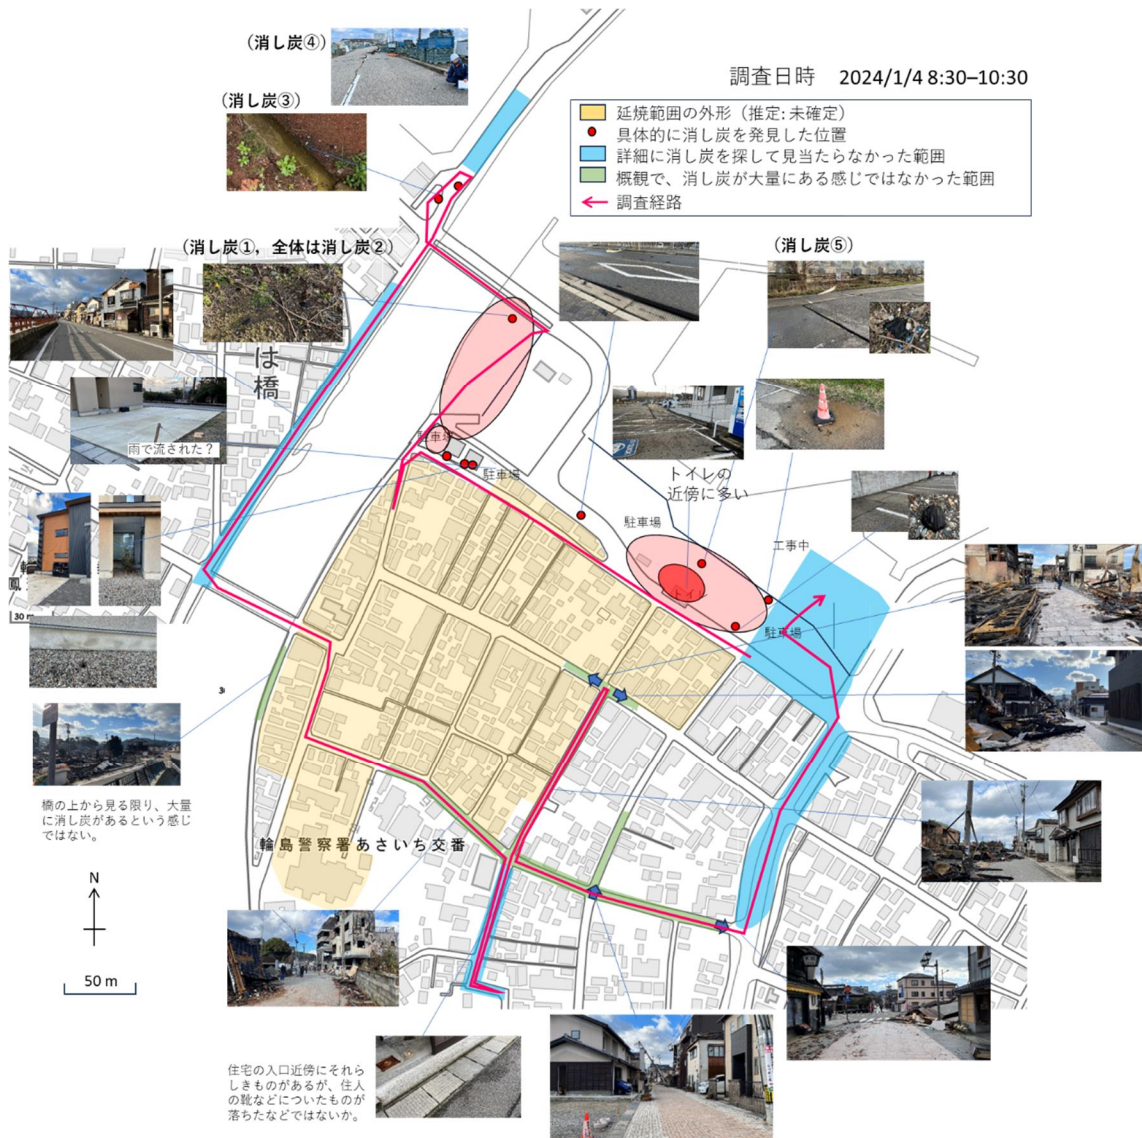 (消し炭④)
調査日時 2024/1/4 8:30–10:30
(消し炭③)
延焼範囲の外形（推定: 未確定）
具体的に消し炭を発見した位置
詳細に消し炭を探して見当たらなかった範囲
概観で、消し炭が大量にある感じではなかった範囲
調査経路
(消し炭①，全体は消し炭②)
(消し炭⑤)
は橋
雨で流された？
駐車場
駐車場
トイレの
近傍に多い
駐車場
工事中
トイ
駐車場
鳳
30 m
橋の上から見る限り、大量
に消し炭があるという感じ
ではない。
輪島警察署あさいち交番
N
50 m
住宅の入口近傍にそれら
しきものがあるが、住人
の靴などについたものが
落ちたなどではないか。